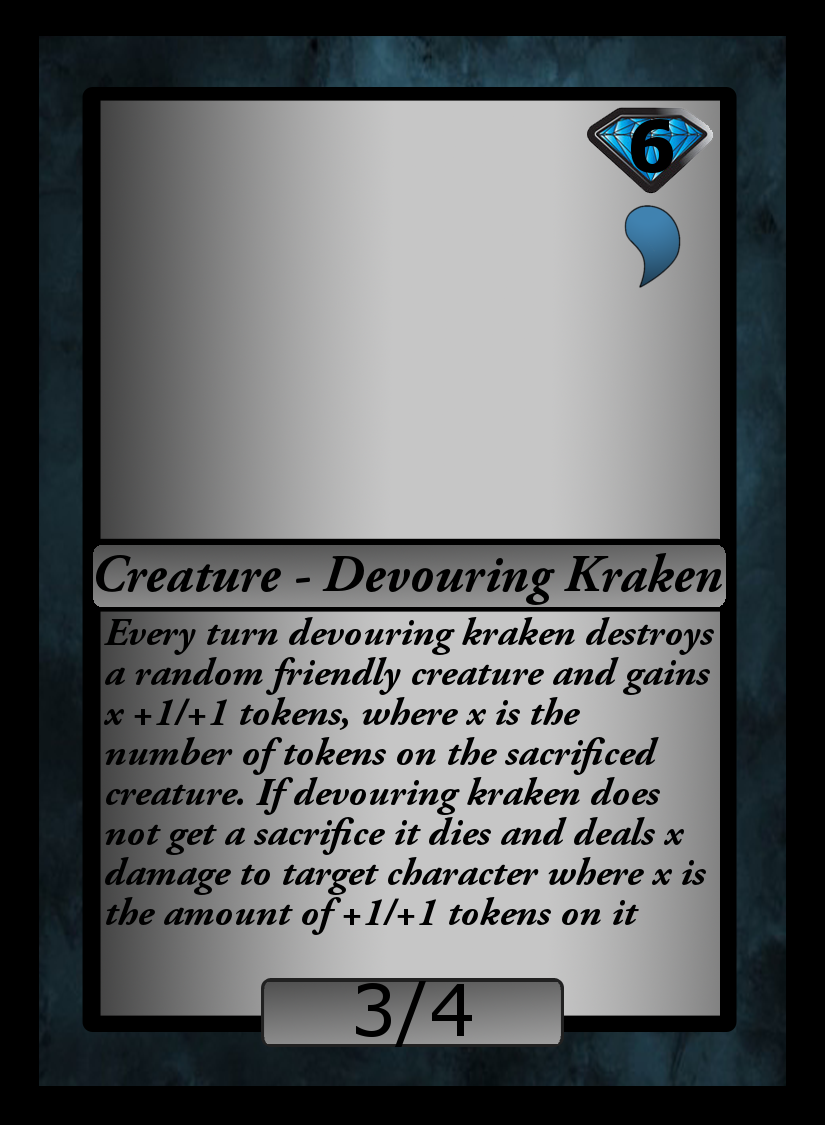 6
Creature - Devouring Kraken
Every turn devouring kraken destroys
a random friendly creature and gains
x +1/+1 tokens, where x is the
number of tokens on the sacrificed
creature. If devouring kraken does
not get a sacrifice it dies and deals x
damage to target character where x is
the amount of +1/+1 tokens on it
3/4